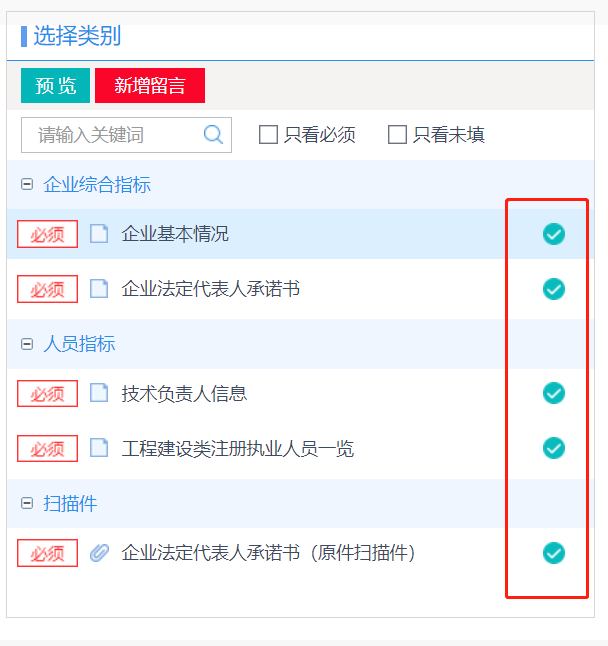 选择类别
预 览 新增留言
请输入关键词 只看必须 只看未填
企业综合指标
必须 企业基本情况
必须 企业法定代表人承诺书
人员指标
必须 技术负责人信息
必须 工程建设类注册执业人员一览
扫描件
必须 企业法定代表人承诺书（原件扫描件）